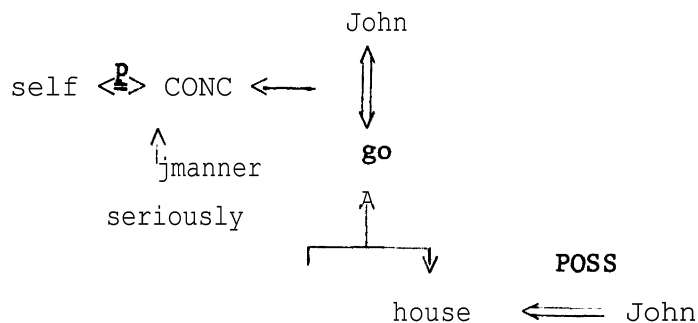 John
p
self <=> CONC <—
go
jmanner
seriously
A
POSS
house <= John